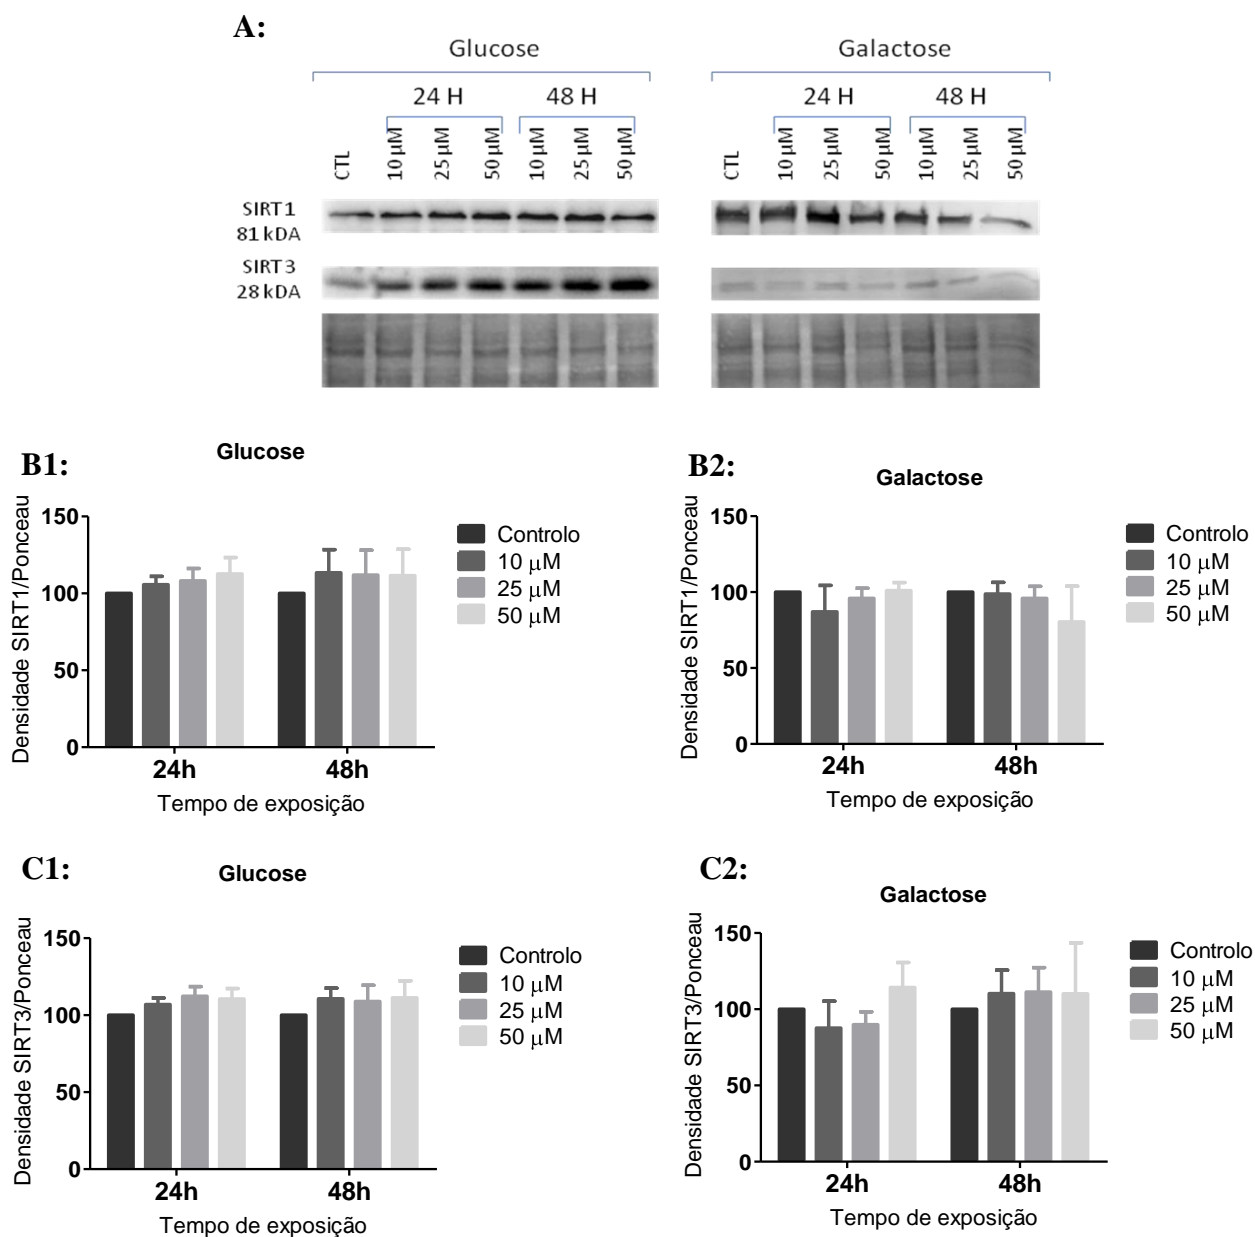 A:
Glucose
Galactose
24 H
48 H
24 H
48 H
CTL
10 µM
25 µM
50 µM
10 µM
25 µM
50 µM
CTL
10 µM
25 µM
50 µM
10 µM
25 µM
50 µM
SIRT1
81 kDA
SIRT3
28 kDA
B1:
Glucose
Densidade SIRT1/Ponceau
150
100
50
0
24h
48h
Tempo de exposição
Controlo
10 µM
25 µM
50 µM
B2:
Galactose
Densidade SIRT1/Ponceau
150
100
50
0
24h
48h
Tempo de exposição
Controlo
10 µM
25 µM
50 µM
C1:
Glucose
Densidade SIRT3/Ponceau
150
100
50
0
24h
48h
Tempo de exposição
Controlo
10 µM
25 µM
50 µM
C2:
Galactose
Densidade SIRT3/Ponceau
150
100
50
0
24h
48h
Tempo de exposição
Controlo
10 µM
25 µM
50 µM